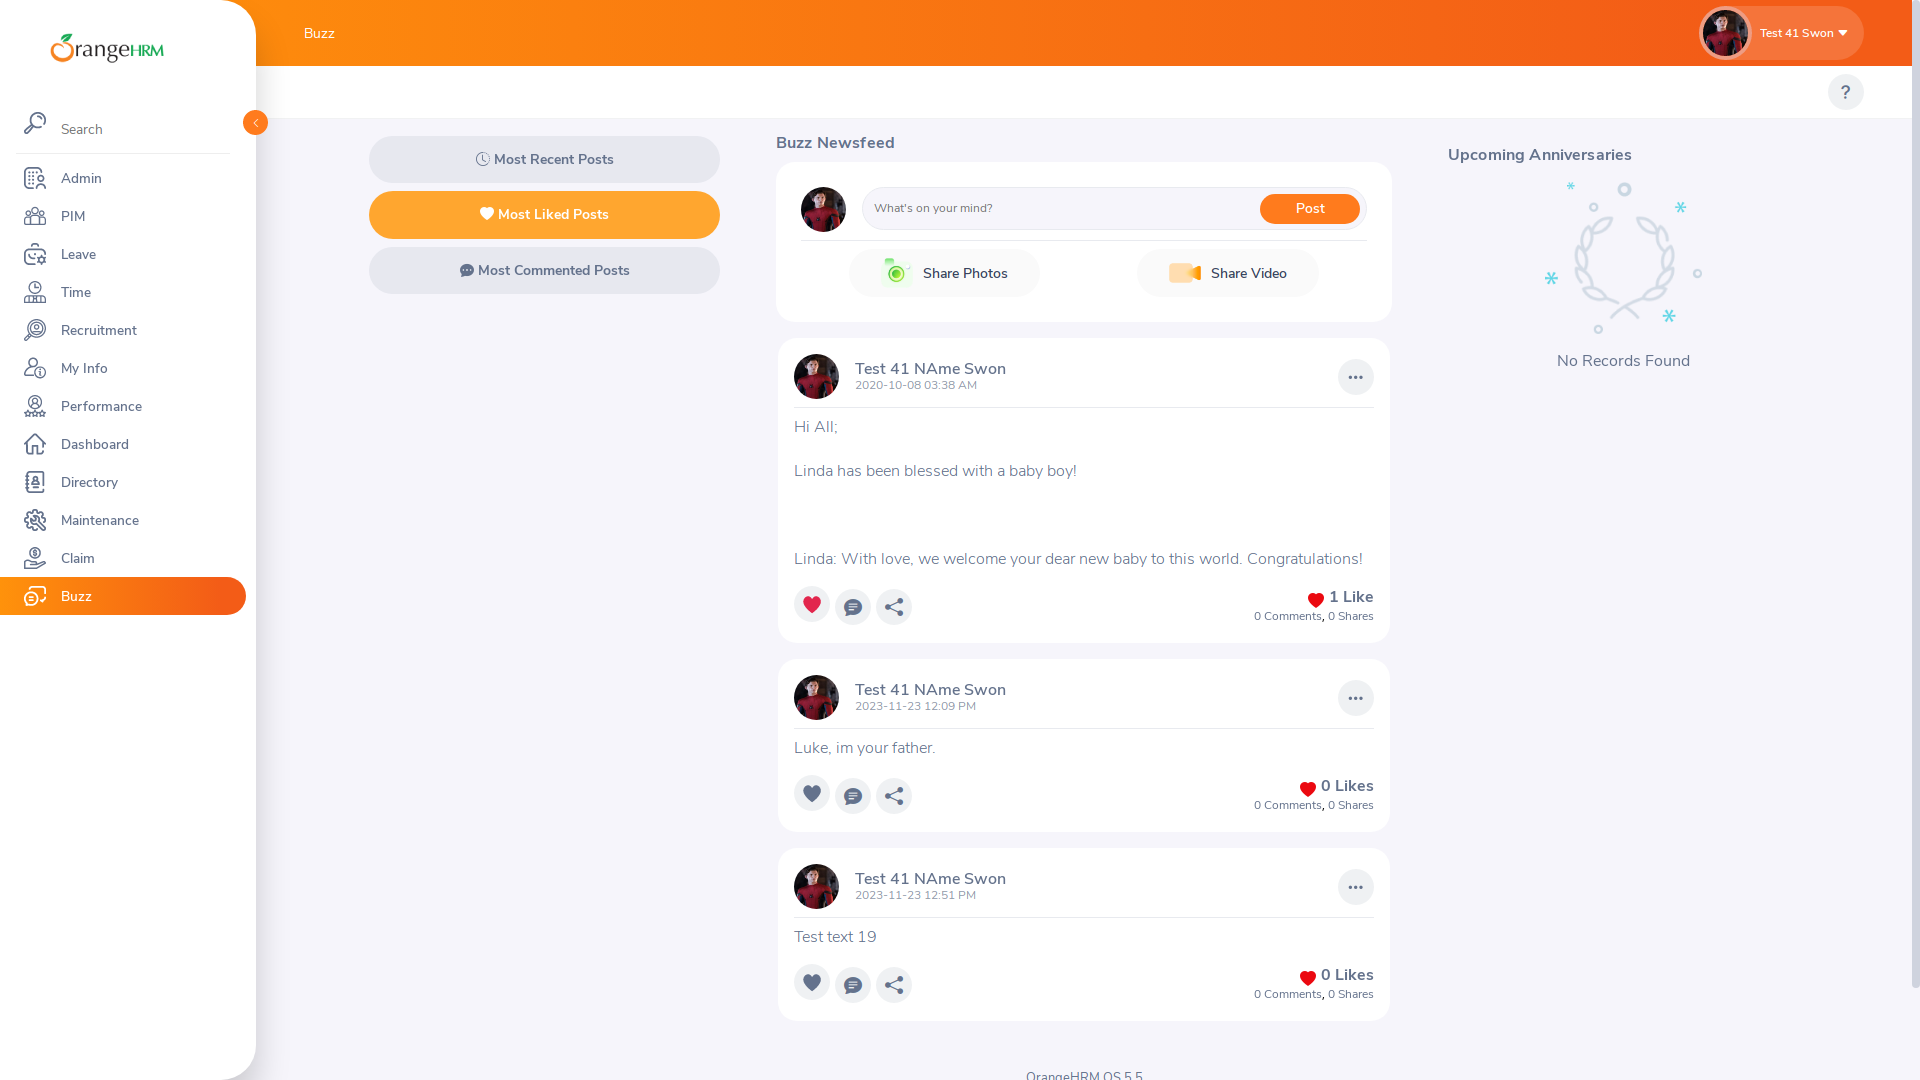 OrangeHRM
Buzz
Test 41 Swon
Search
?
Admin
PIM
Leave
Time
Recruitment
My Info
Performance
Dashboard
Directory
Maintenance
Claim
Buzz
Most Recent Posts
Most Liked Posts
Most Commented Posts
Buzz Newsfeed
What's on your mind?
Post
Share Photos
Share Video
Test 41 NAme Swon
2020-10-08 03:38 AM
Hi All;
Linda has been blessed with a baby boy!
Linda: With love, we welcome your dear new baby to this world. Congratulations!
1 Like
0 Comments, 0 Shares
Test 41 NAme Swon
2023-11-23 12:09 PM
Luke, im your father.
0 Likes
0 Comments, 0 Shares
Test 41 NAme Swon
2023-11-23 12:51 PM
Test text 19
0 Likes
0 Comments, 0 Shares
Upcoming Anniversaries
No Records Found
OrangeHRM OS 5.5